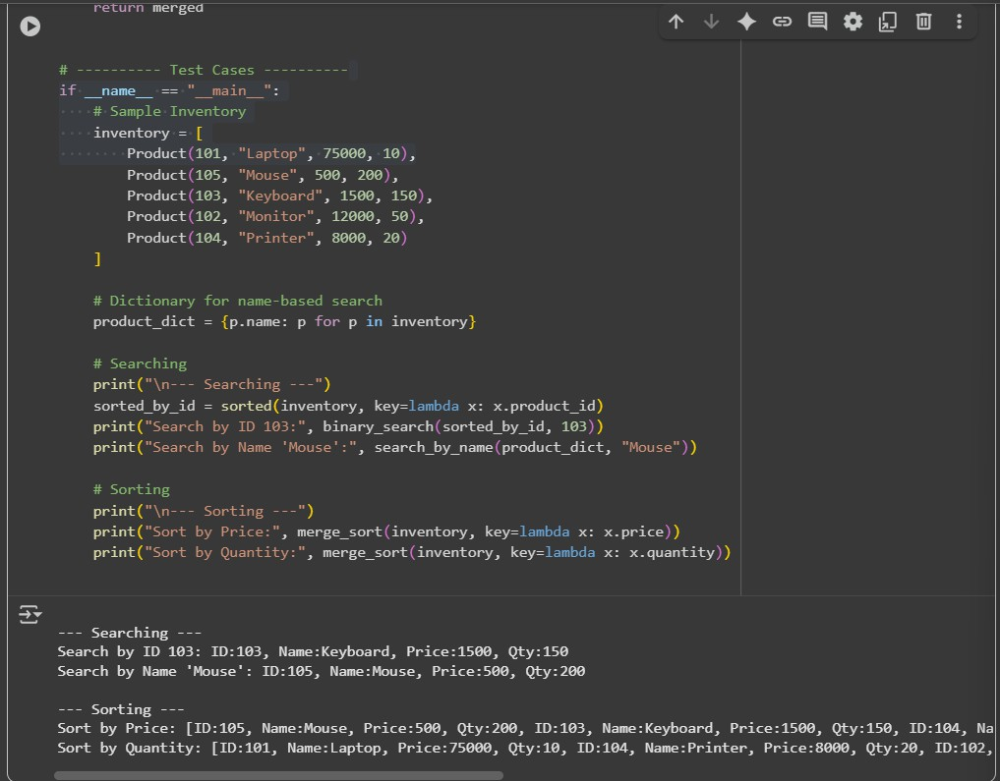 return merged
# ---------- Test Cases ----------
if __name__ == "__main__":
    # Sample Inventory
    inventory = [
        Product(101, "Laptop", 75000, 10),
        Product(105, "Mouse", 500, 200),
        Product(103, "Keyboard", 1500, 150),
        Product(102, "Monitor", 12000, 50),
        Product(104, "Printer", 8000, 20)
    ]
    # Dictionary for name-based search
    product_dict = {p.name: p for p in inventory}
    # Searching
    print("\n--- Searching ---")
    sorted_by_id = sorted(inventory, key=lambda x: x.product_id)
    print("Search by ID 103:", binary_search(sorted_by_id, 103))
    print("Search by Name 'Mouse':", search_by_name(product_dict, "Mouse"))
    # Sorting
    print("\n--- Sorting ---")
    print("Sort by Price:", merge_sort(inventory, key=lambda x: x.price))
    print("Sort by Quantity:", merge_sort(inventory, key=lambda x: x.quantity))
--- Searching ---
Search by ID 103: ID:103, Name:Keyboard, Price:1500, Qty:150
Search by Name 'Mouse': ID:105, Name:Mouse, Price:500, Qty:200
--- Sorting ---
Sort by Price: [ID:105, Name:Mouse, Price:500, Qty:200, ID:103, Name:Keyboard, Price:1500, Qty:150, ID:104, Na
Sort by Quantity: [ID:101, Name:Laptop, Price:75000, Qty:10, ID:104, Name:Printer, Price:8000, Qty:20, ID:102,